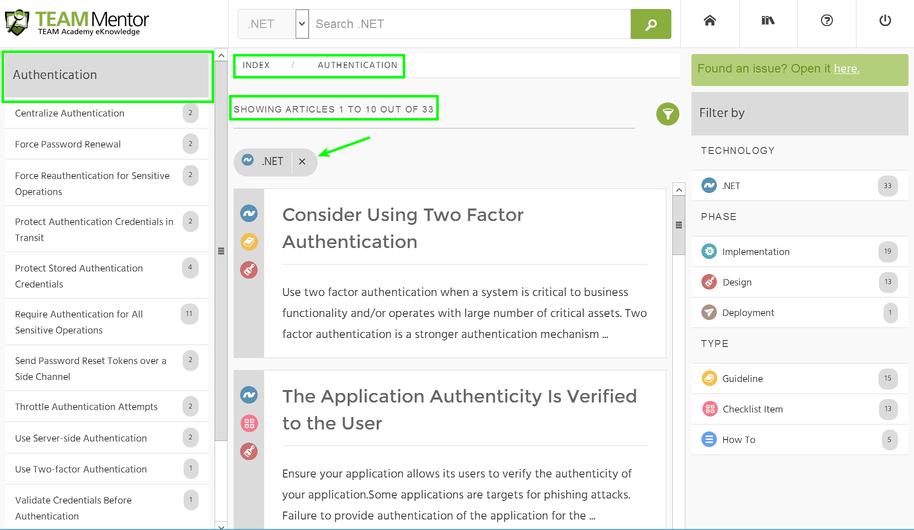 TEAM Mentor
TEAM Academy eKnowledge
.NET
Search .NET
Authentication
Centralize Authentication 2
Force Password Renewal 2
Force Reauthentication for Sensitive 2
Operations
Protect Authentication Credentials in 2
Transit
Protect Stored Authentication 4
Credentials
Require Authentication for All 11
Sensitive Operations
Send Password Reset Tokens over a 2
Side Channel
Throttle Authentication Attempts 2
Use Server-side Authentication 2
Use Two-factor Authentication 1
Validate Credentials Before 1
Authentication
INDEX / AUTHENTICATION
SHOWING ARTICLES 1 TO 10 OUT OF 33
.NET ×
Consider Using Two Factor
Authentication
Use two factor authentication when a system is critical to business
functionality and/or operates with large number of critical assets. Two
factor authentication is a stronger authentication mechanism ...
The Application Authenticity Is Verified
to the User
Ensure your application allows its users to verify the authenticity of
your application.Some applications are targets for phishing attacks.
Failure to provide authentication of the application for the ...
Found an issue? Open it here.
Filter by
TECHNOLOGY
.NET 33
PHASE
Implementation 19
Design 13
Deployment 1
TYPE
Guideline 15
Checklist Item 13
How To 5